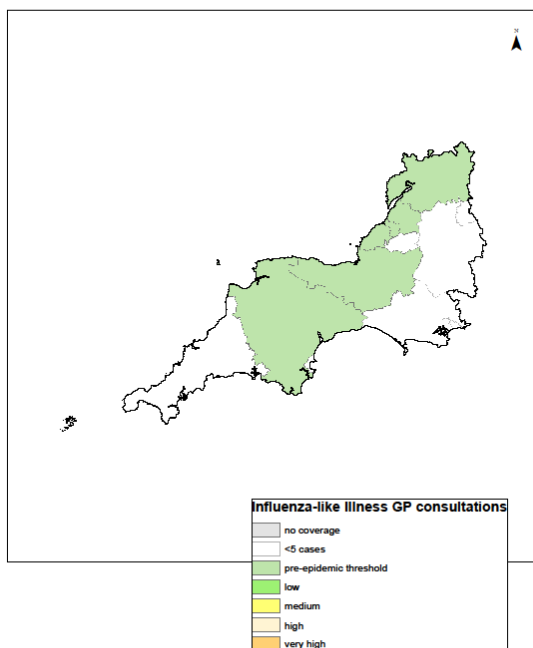 N
Influenza-like Illness GP consultations
no coverage
<5 cases
pre-epidemic threshold
low
medium
high
very high